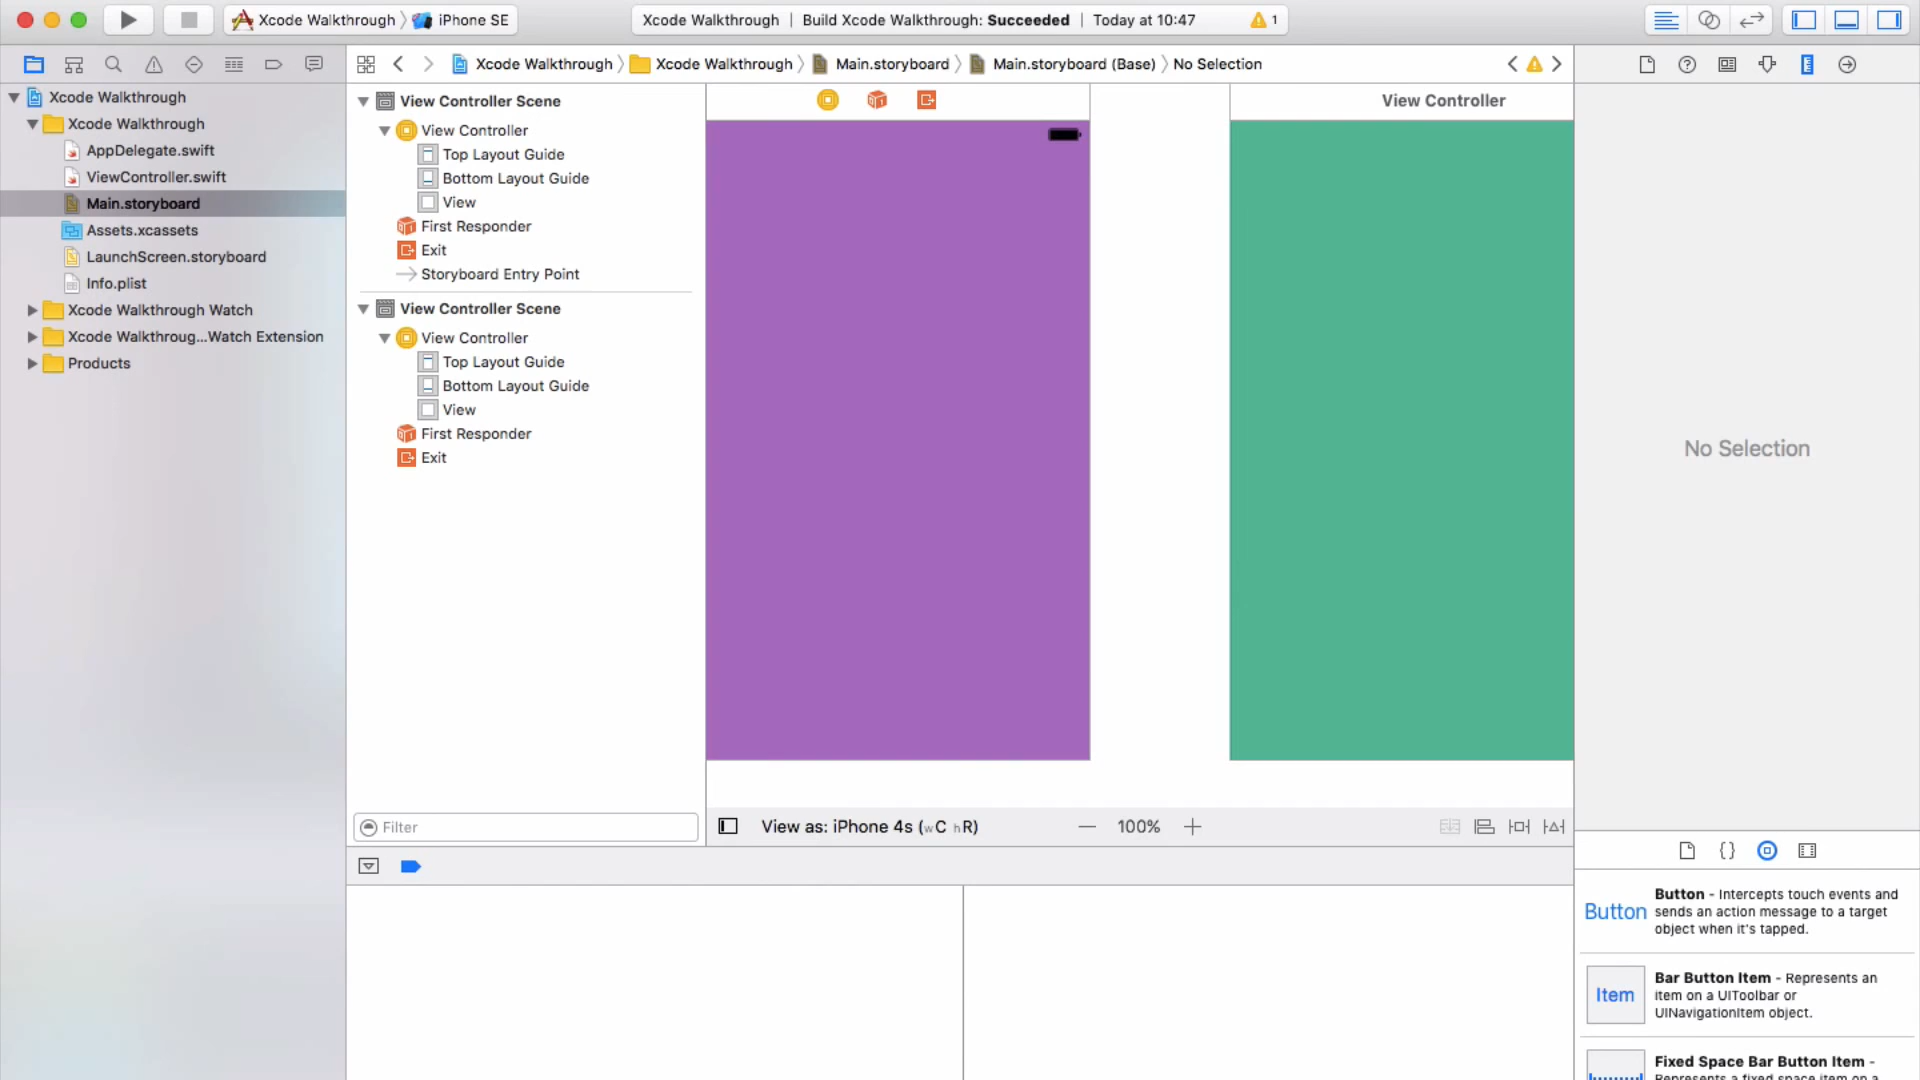 Xcode Walkthrough
iPhone SE
Xcode Walkthrough | Build Xcode Walkthrough: Succeeded | Today at 10:47
1
Xcode Walkthrough
Xcode Walkthrough
Main.storyboard
Main.storyboard (Base)
No Selection
Xcode Walkthrough
Xcode Walkthrough
AppDelegate.swift
ViewController.swift
Main.storyboard
Assets.xcassets
LaunchScreen.storyboard
Info.plist
Xcode Walkthrough Watch
Xcode Walkthroug...Watch Extension
Products
View Controller Scene
View Controller
Top Layout Guide
Bottom Layout Guide
View
First Responder
Exit
Storyboard Entry Point
View Controller Scene
View Controller
Top Layout Guide
Bottom Layout Guide
View
First Responder
Exit
Filter
View Controller
View as: iPhone 4s (wC hR)
100%
No Selection
Button
Button - Intercepts touch events and
sends an action message to a target
object when it's tapped.
Item
Bar Button Item - Represents an
item on a UIToolbar or
UINavigationItem object.
Fixed Space Bar Button Item -
Represents a fixed space item on a